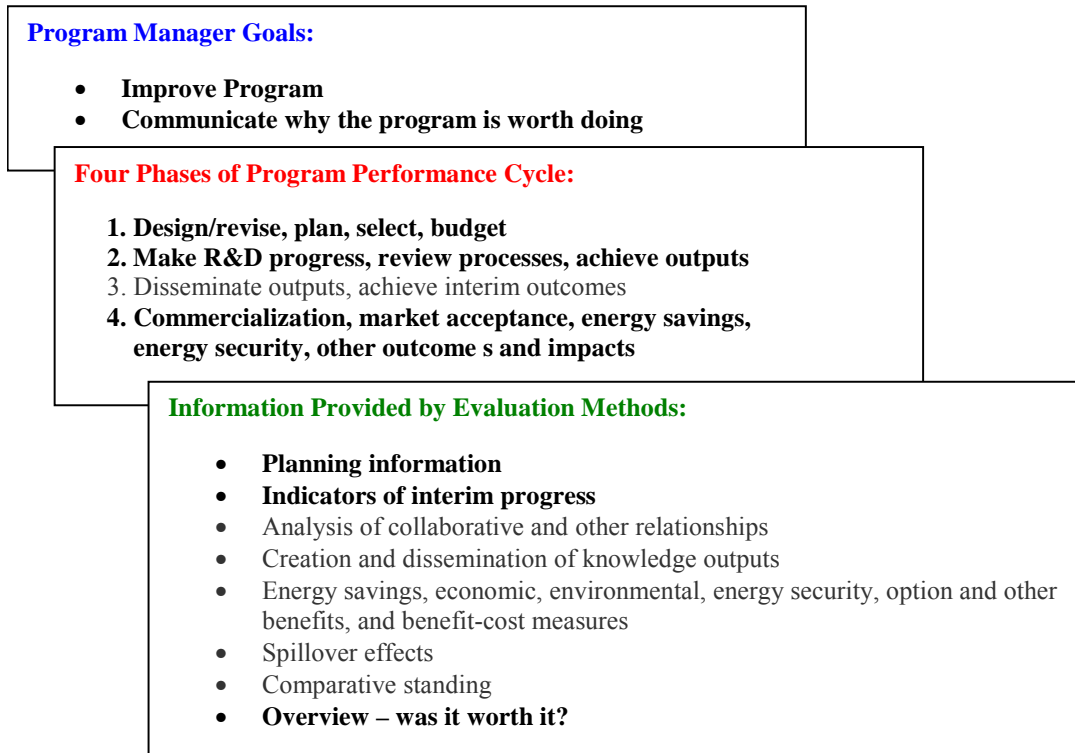 Program Manager Goals:
• Improve Program
• Communicate why the program is worth doing
Four Phases of Program Performance Cycle:
1. Design/revise, plan, select, budget
2. Make R&D progress, review processes, achieve outputs
3. Disseminate outputs, achieve interim outcomes
4. Commercialization, market acceptance, energy savings,
energy security, other outcome s and impacts
Information Provided by Evaluation Methods:
• Planning information
• Indicators of interim progress
• Analysis of collaborative and other relationships
• Creation and dissemination of knowledge outputs
• Energy savings, economic, environmental, energy security, option and other
benefits, and benefit-cost measures
• Spillover effects
• Comparative standing
• Overview – was it worth it?